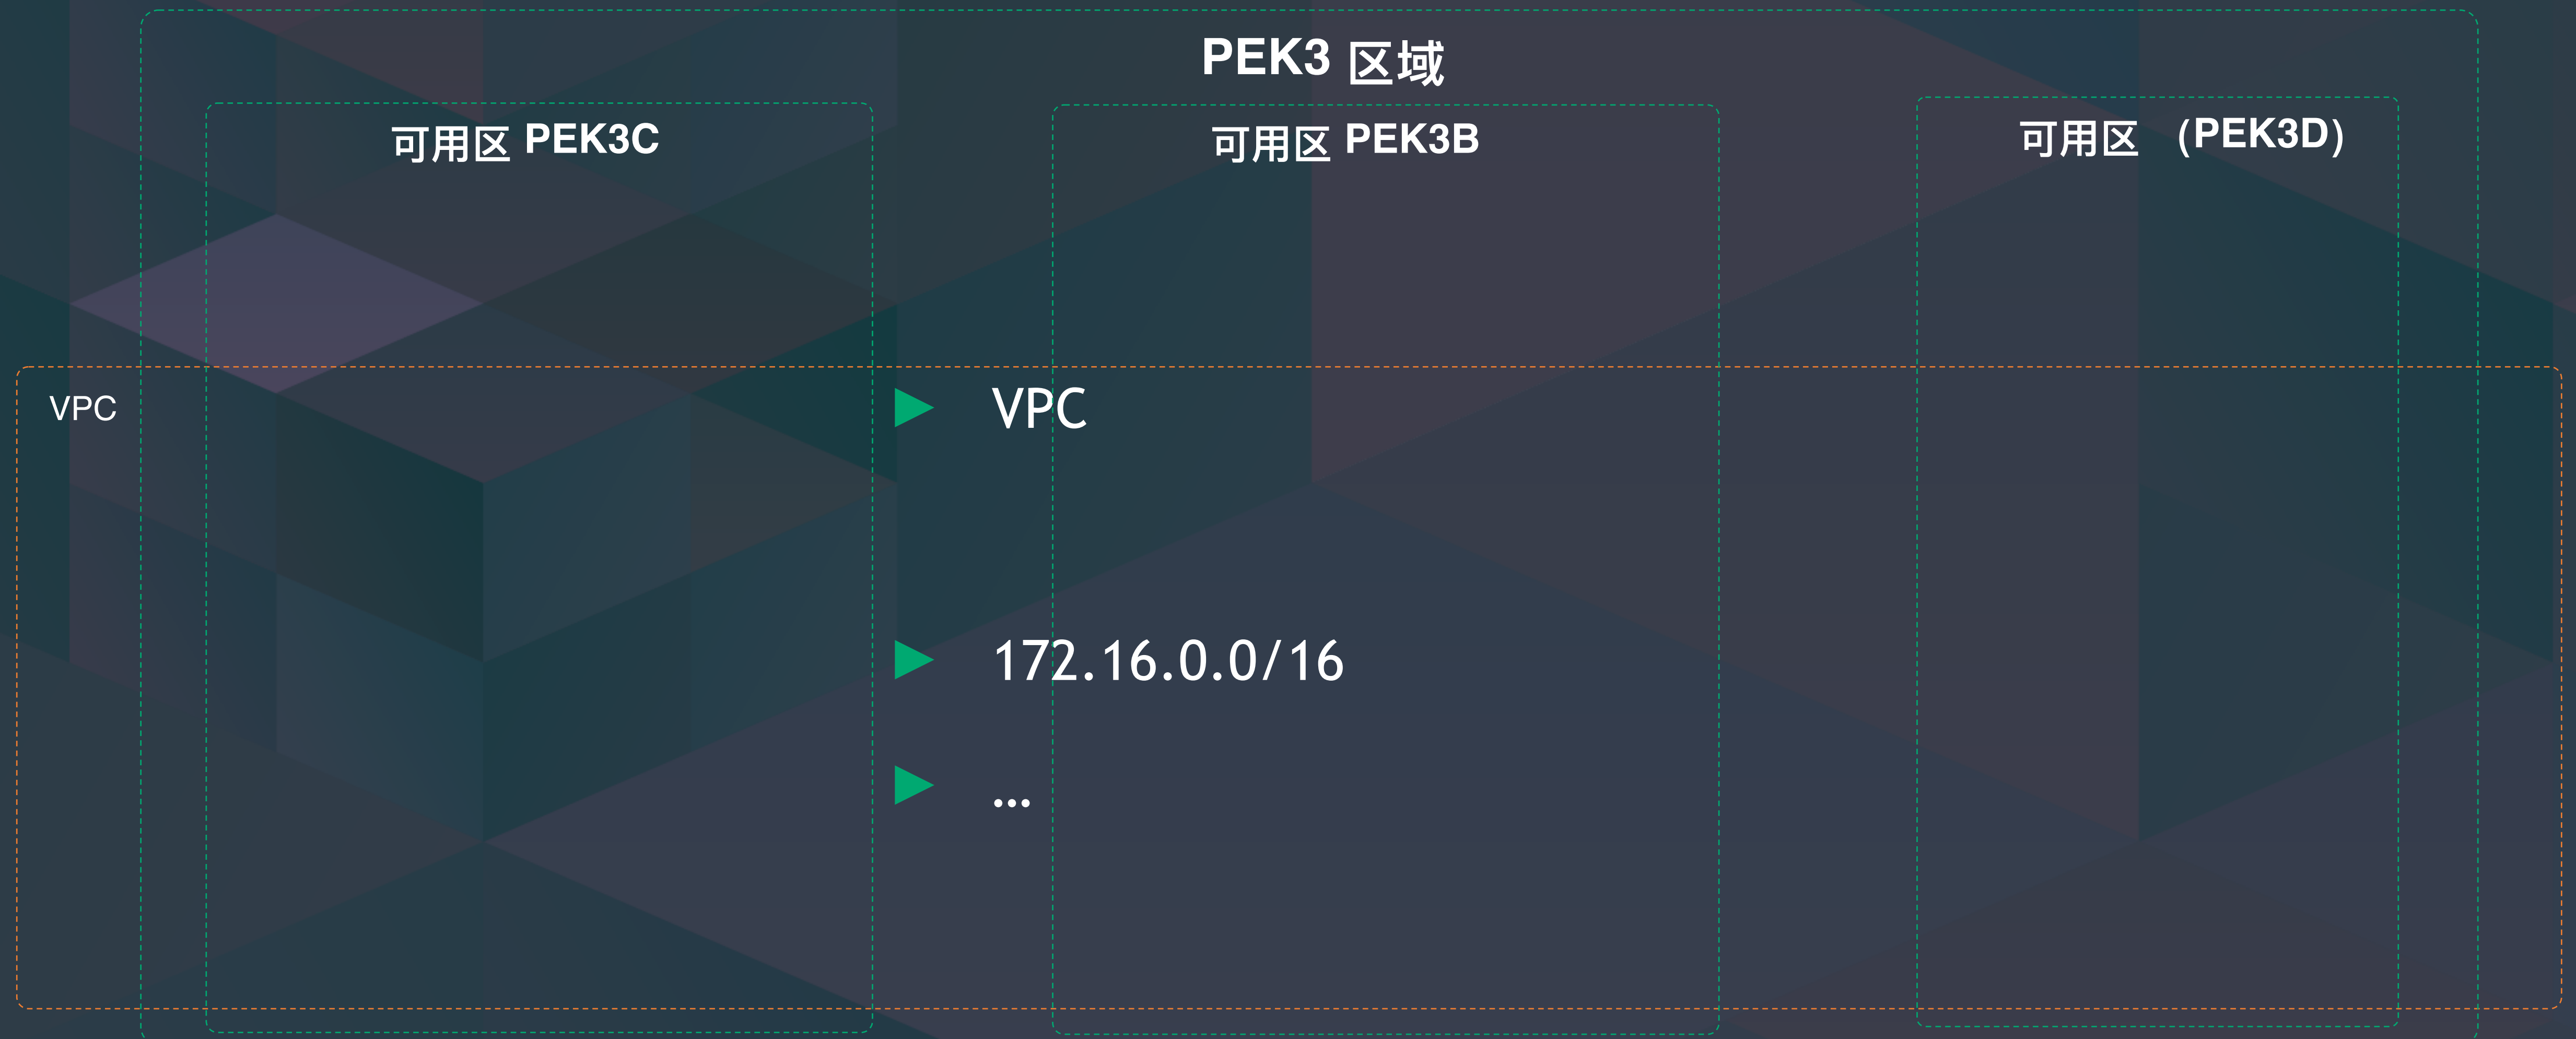 PEK3 区域
可用区 PEK3C
可用区 PEK3B
可用区 (PEK3D)
VPC
VPC
172.16.0.0/16
...